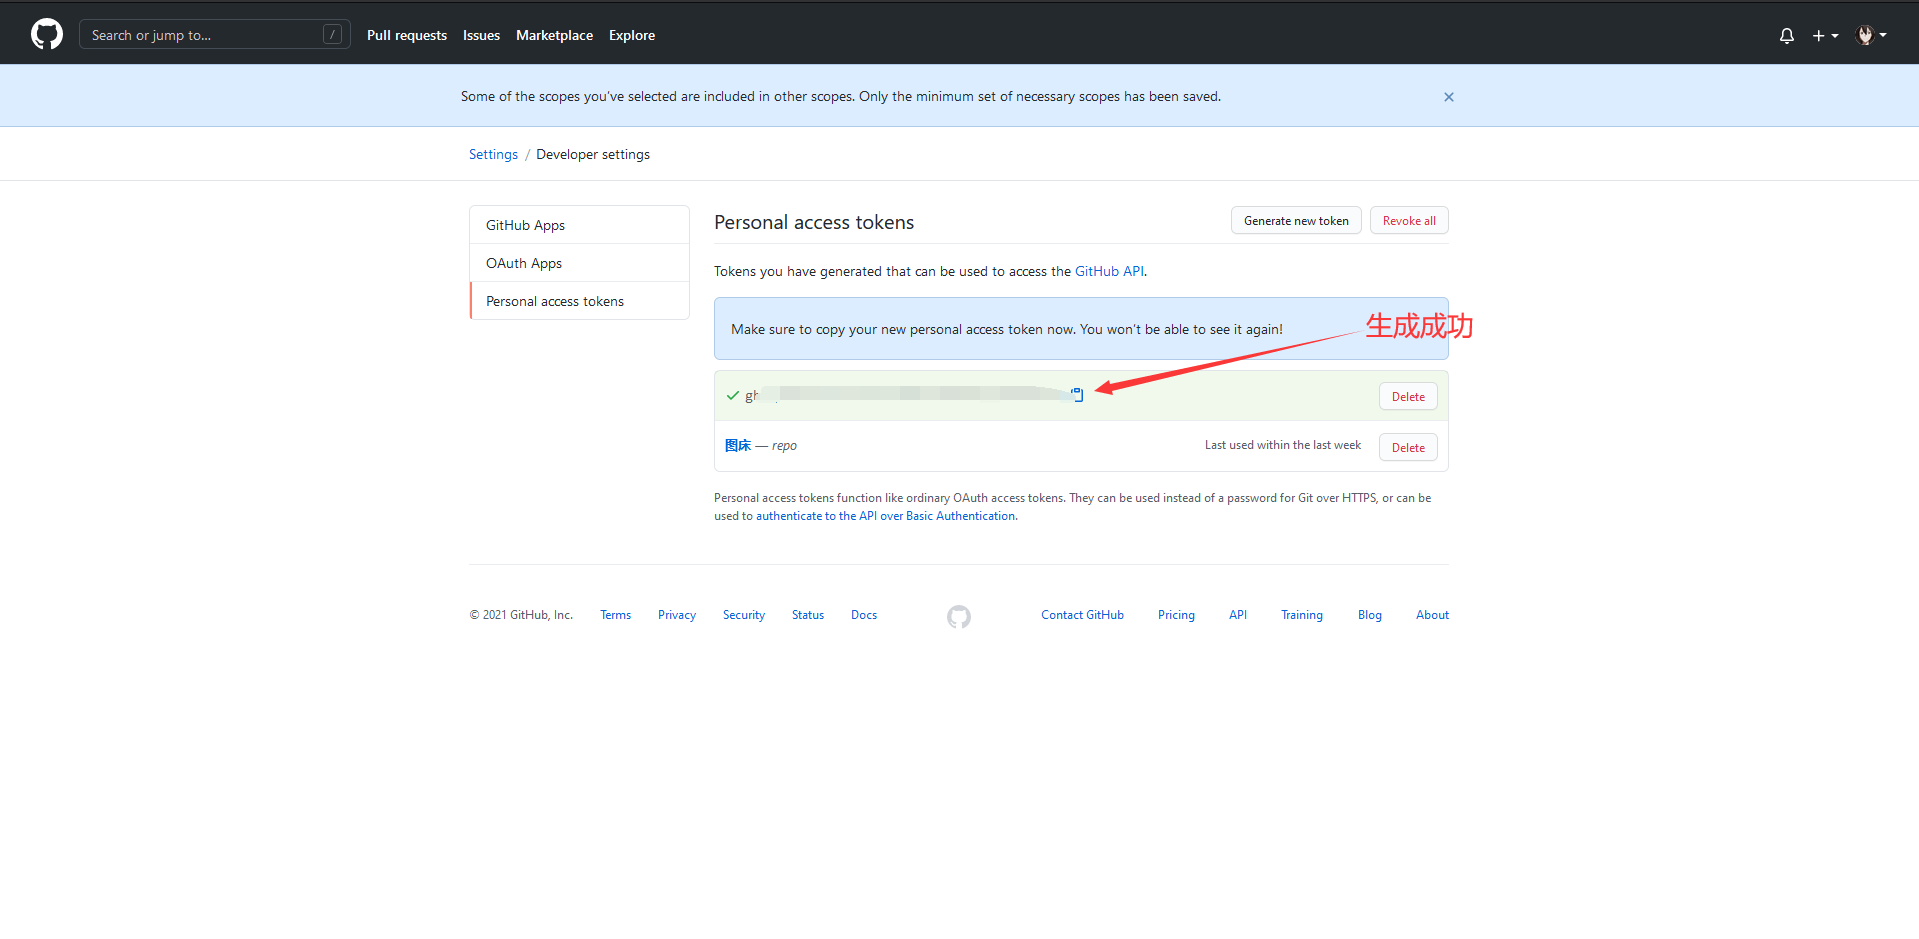 Search or jump to... /
Pull requests Issues Marketplace Explore
Some of the scopes you've selected are included in other scopes. Only the minimum set of necessary scopes has been saved.
Settings / Developer settings
GitHub Apps
OAuth Apps
Personal access tokens
Personal access tokens
Generate new token
Revoke all
Tokens you have generated that can be used to access the GitHub API.
Make sure to copy your new personal access token now. You won't be able to see it again!
生成成功
Delete
图床 — repo
Last used within the last week
Delete
Personal access tokens function like ordinary OAuth access tokens. They can be used instead of a password for Git over HTTPS, or can be
used to authenticate to the API over Basic Authentication.
© 2021 GitHub, Inc. Terms Privacy Security Status Docs Contact GitHub Pricing API Training Blog About